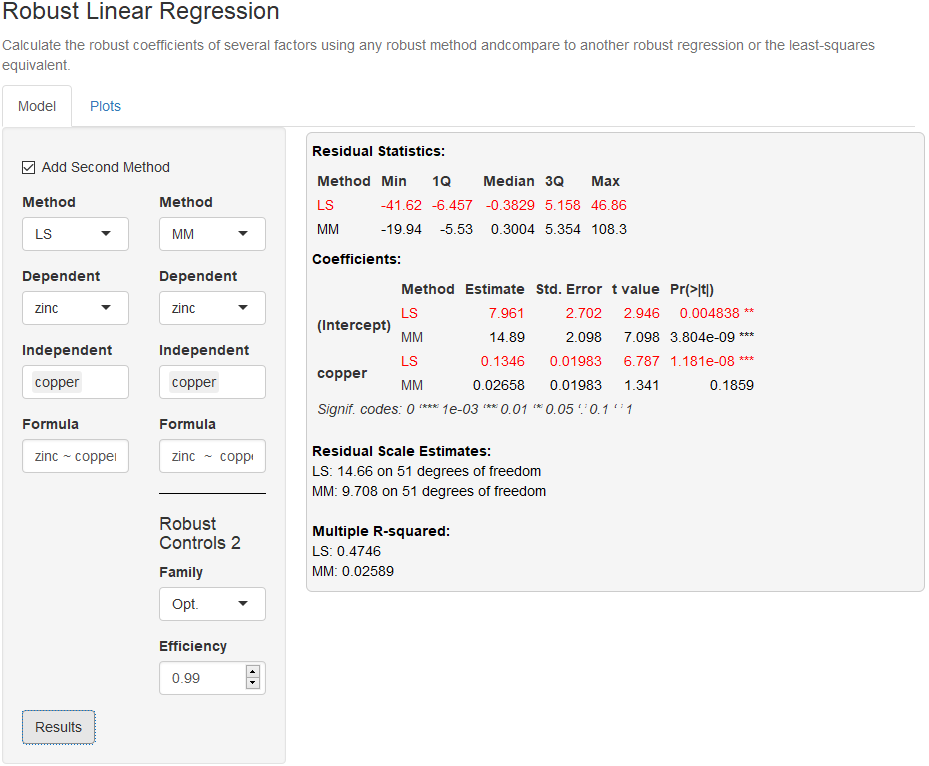 Robust Linear Regression
Calculate the robust coefficients of several factors using any robust method andcompare to another robust regression or the least-squares
equivalent.
Model Plots
Add Second Method
Method Method
LS MM
Dependent Dependent
zinc zinc
Independent Independent
copper copper
Formula Formula
zinc ~ copper zinc ~ coppe
Robust
Controls 2
Family
Opt.
Efficiency
0.99
Results
Residual Statistics:
Method Min 1Q Median 3Q Max
LS -41.62 -6.457 -0.3829 5.158 46.86
MM -19.94 -5.53 0.3004 5.354 108.3
Coefficients:
Method Estimate Std. Error t value Pr(>|t|)
(Intercept)
LS 7.961 2.702 2.946 0.004838 **
MM 14.89 2.098 7.098 3.804e-09 ***
copper
LS 0.1346 0.01983 6.787 1.181e-08 ***
MM 0.02658 0.01983 1.341 0.1859
Signif. codes: 0 ‘***’ 1e-03 ‘**’ 0.01 ‘*’ 0.05 ‘.’ 0.1 ‘ ’ 1
Residual Scale Estimates:
LS: 14.66 on 51 degrees of freedom
MM: 9.708 on 51 degrees of freedom
Multiple R-squared:
LS: 0.4746
MM: 0.02589